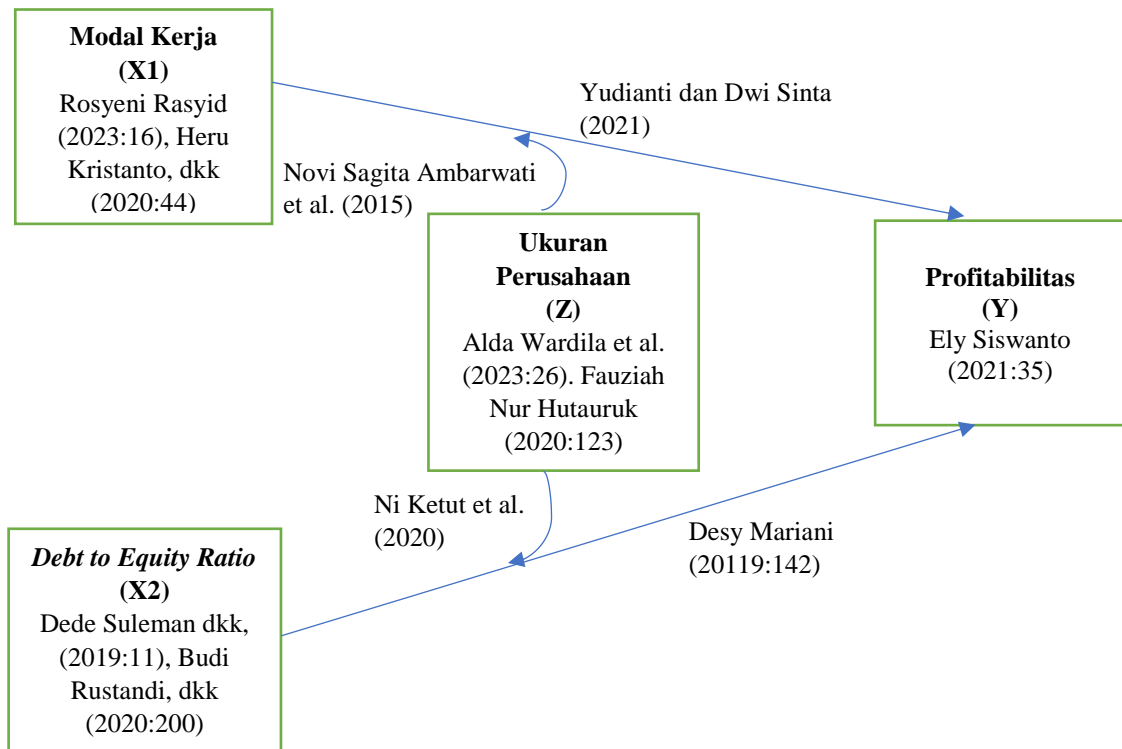 Modal Kerja
(X1)
Rosyeni Rasyid
(2023:16), Heru
Kristanto, dkk
(2020:44)
Yudianti dan Dwi Sinta
(2021)
Novi Sagita Ambarwati
et al. (2015)
Ukuran
Perusahaan
(Z)
Alda Wardila et al.
(2023:26). Fauziah
Nur Hutauruk
(2020:123)
Profitabilitas
(Y)
Ely Siswanto
(2021:35)
Ni Ketut et al.
(2020)
Desy Mariani
(20119:142)
Debt to Equity Ratio
(X2)
Dede Suleman dkk,
(2019:11), Budi
Rustandi, dkk
(2020:200)